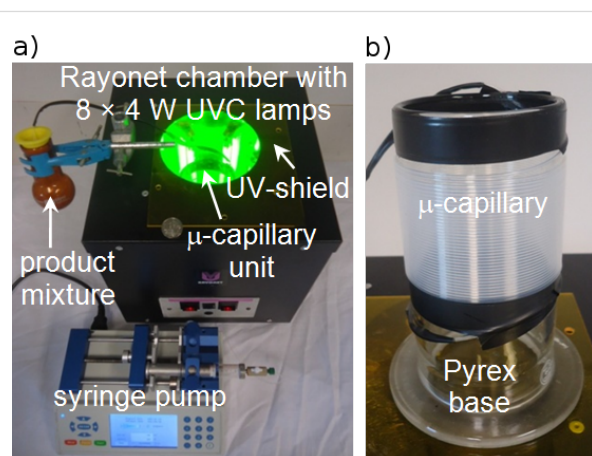 a)
Rayonet chamber with
8 × 4 W UVC lamps
UV-shield
μ-capillary
unit
product
mixture
syringe pump
b)
μ-capillary
Pyrex
base